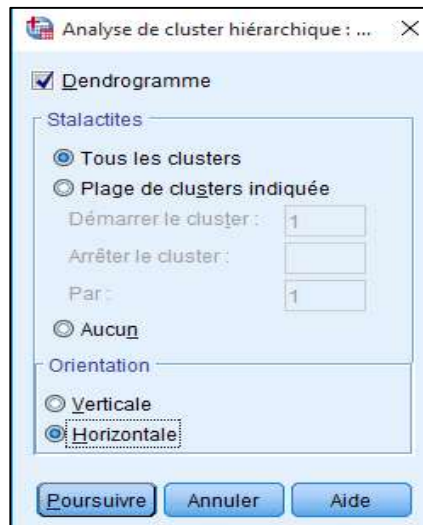 Analyse de cluster hiérarchique : ...
Dendrogramme
Stalactites
Tous les clusters
Plage de clusters indiquée
Démarrer le cluster : 1
Arrêter le cluster :
Par : 1
Aucun
Orientation
Verticale
Horizontale
Poursuivre Annuler Aide